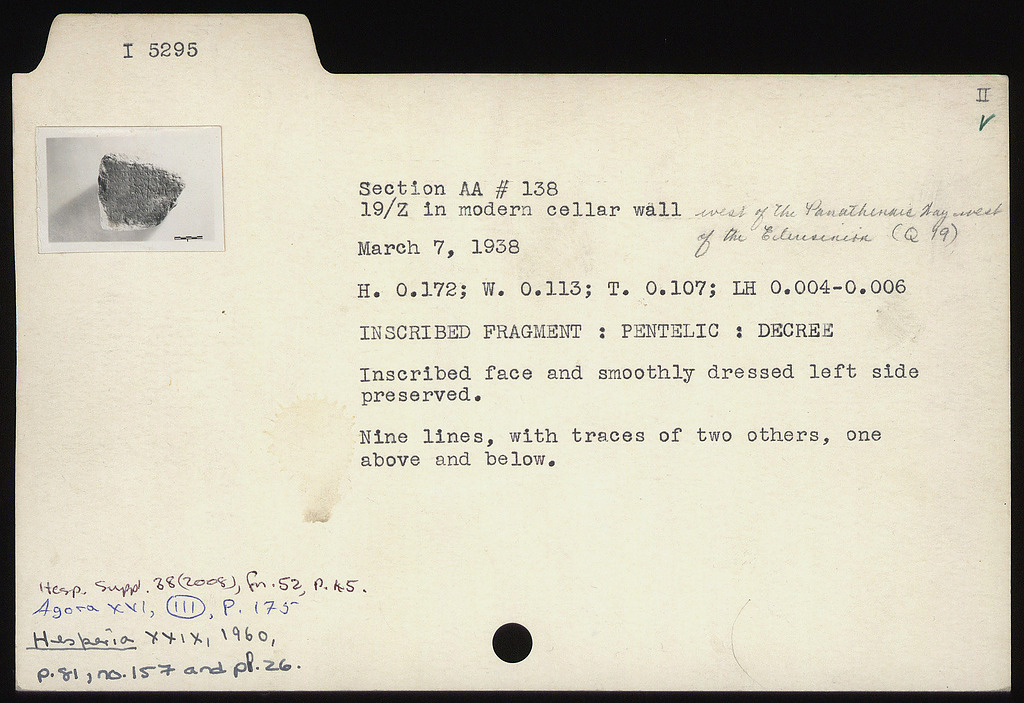 I 5295
II
Section AA # 138
19/Z in modern cellar wall west of the Panathenaic Way west
of the Eleusinion (Q 19)
March 7, 1938
H. 0.172; W. 0.113; T. 0.107; LH 0.004-0.006
INSCRIBED FRAGMENT : PENTELIC : DECREE
Inscribed face and smoothly dressed left side
preserved.
Nine lines, with traces of two others, one
above and below.
Hesp. Suppl. 38(2008), fn. 52, p.
Agora XVI, III, P. 175
Hesperia XXIX, 1960,
p.81, no.157 and pl.26.